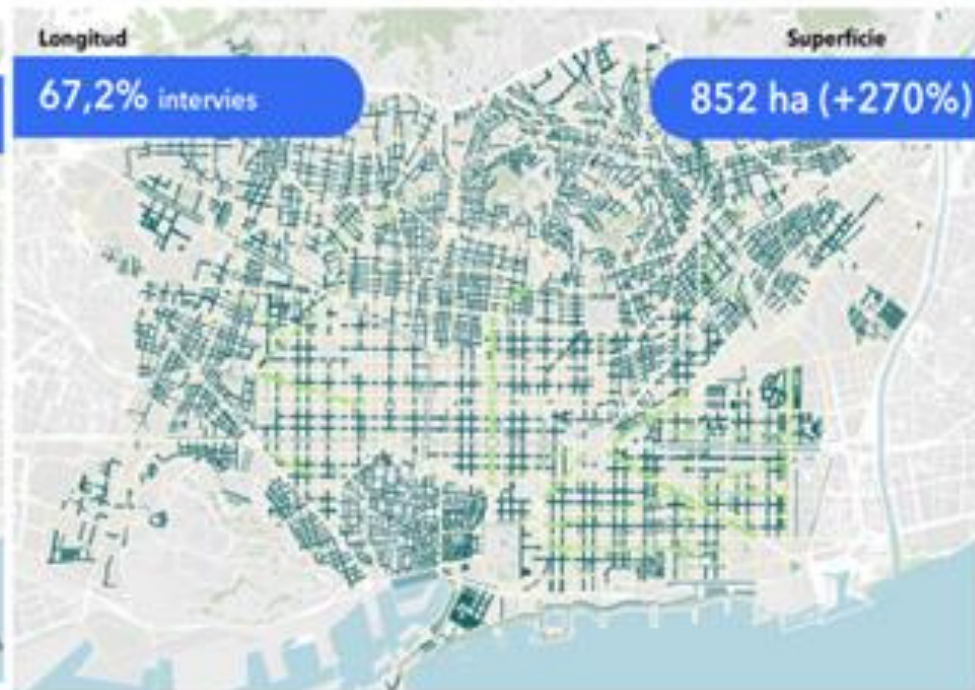 Longitud
Superfície
67,2% intervies
852 ha (+270%)